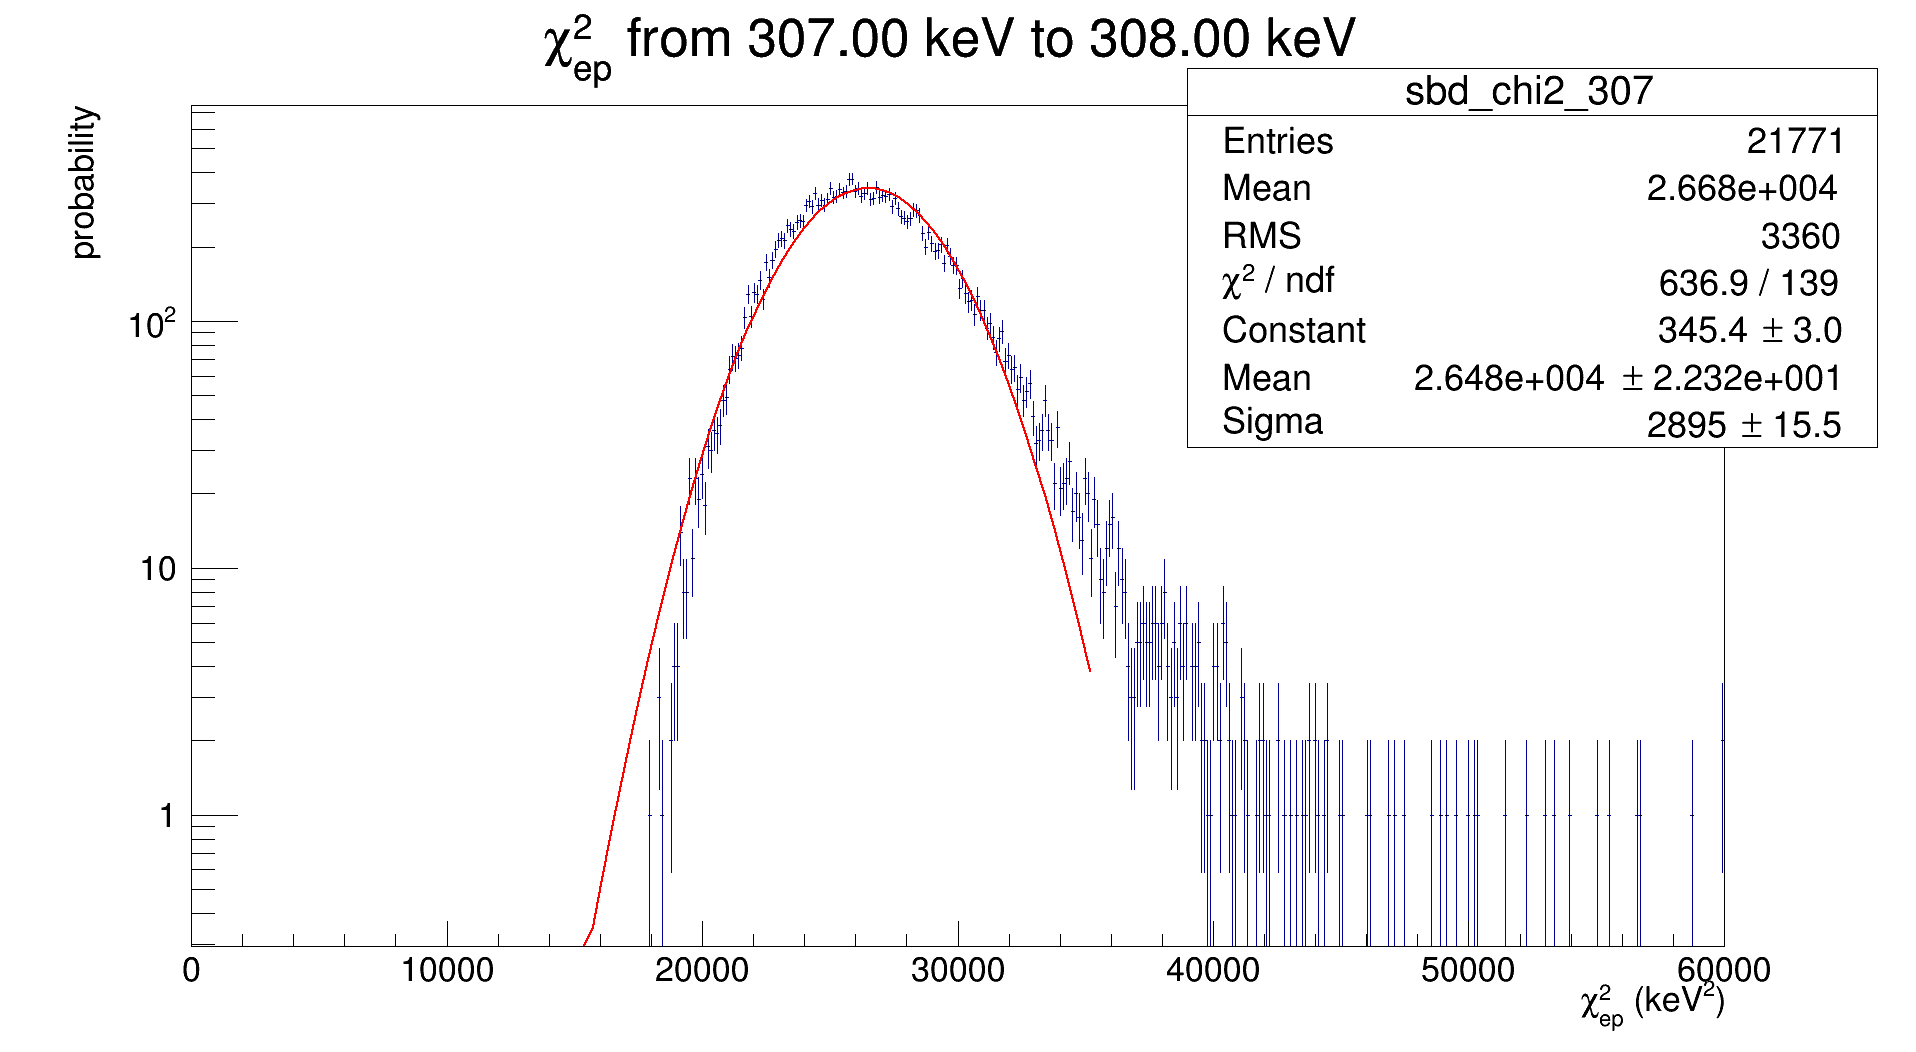 χ²ep from 307.00 keV to 308.00 keV
sbd_chi2_307
Entries 21771
Mean 2.668e+004
RMS 3360
χ² / ndf 636.9 / 139
Constant 345.4 ± 3.0
Mean 2.648e+004 ± 2.232e+001
Sigma 2895 ± 15.5
probability
10²
10
1
0 10000 20000 30000 40000 50000 60000
χ²ep (keV²)